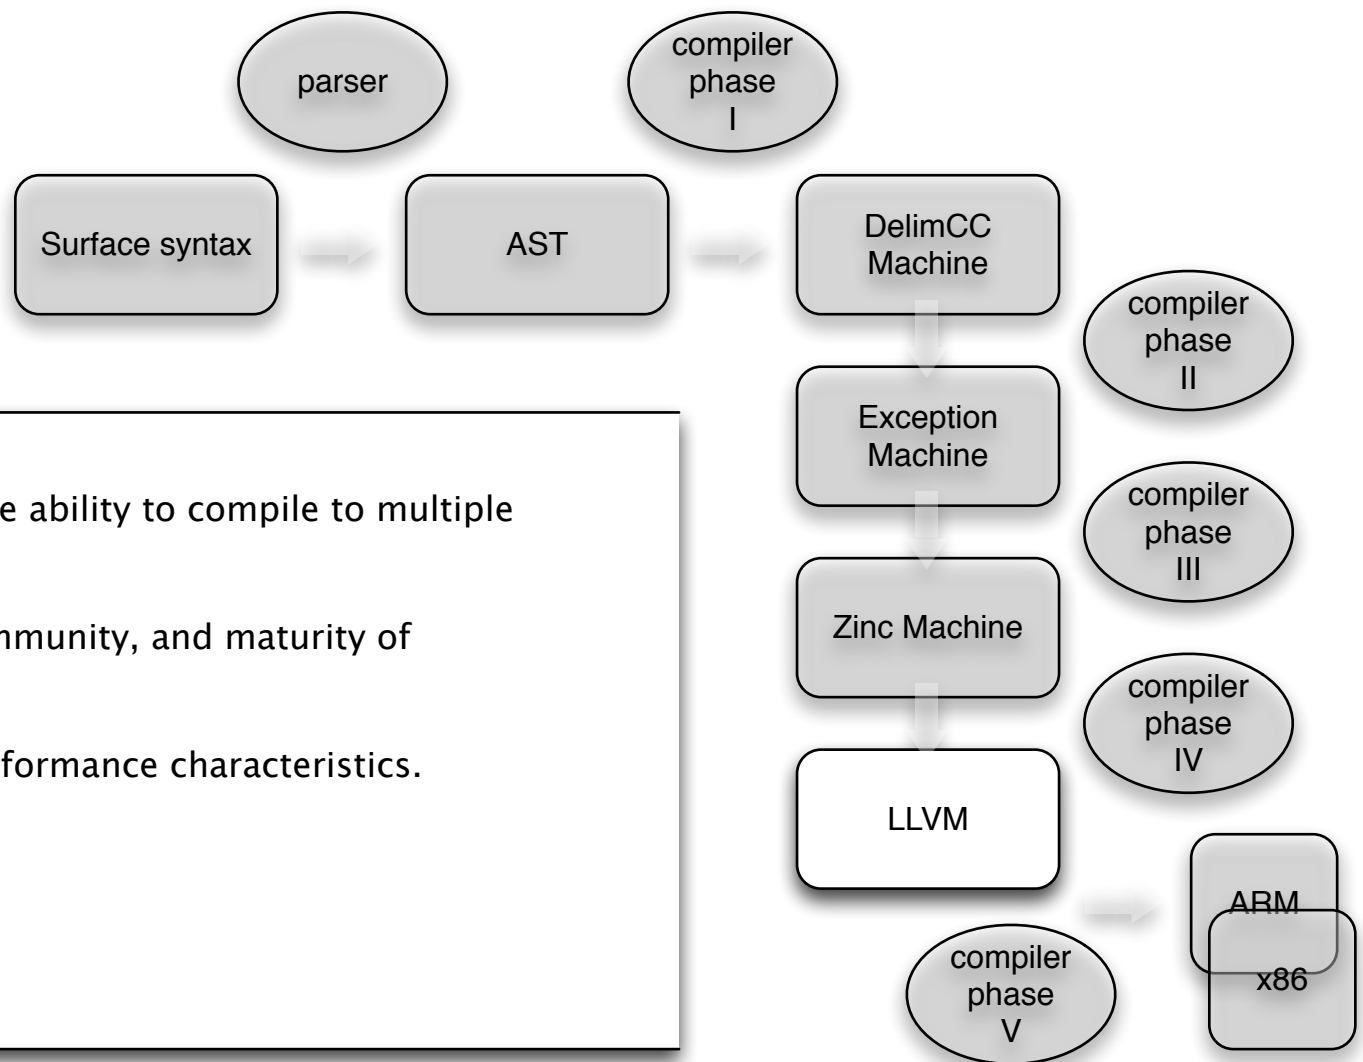 parser
compiler
phase
I
Surface syntax
AST
DelimCC
Machine
compiler
phase
II
Exception
Machine
compiler
phase
III
Zinc Machine
compiler
phase
IV
LLVM
compiler
phase
V
ARM
x86
e ability to compile to multiple
mmunity, and maturity of
formance characteristics.